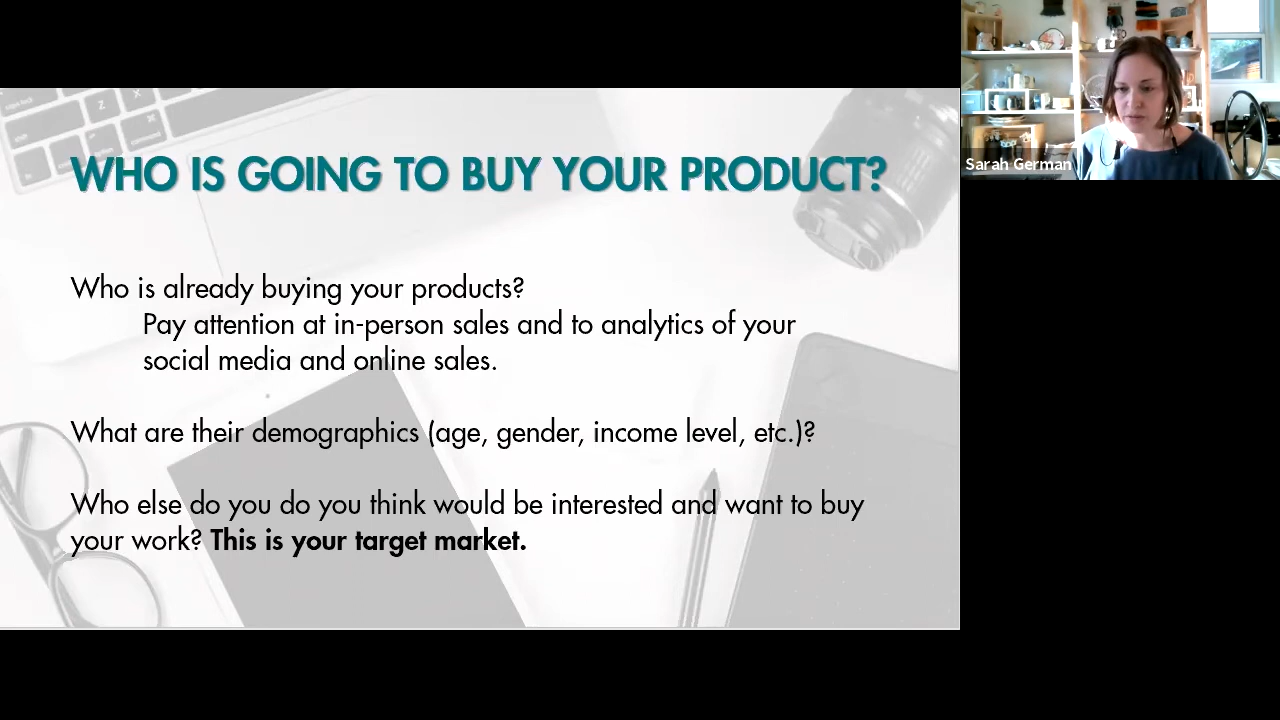 WHO IS GOING TO BUY YOUR PRODUCT?
Who is already buying your products?
Pay attention at in-person sales and to analytics of your
social media and online sales.
What are their demographics (age, gender, income level, etc.)?
Who else do you do you think would be interested and want to buy
your work? This is your target market.
Sarah German
Z
X
shift
command